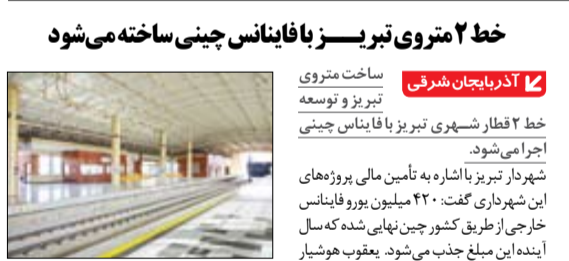 خط ۲ متروی تبریز با فاینانس چینی ساخته می‌شود
آذربایجان شرقی
ساخت متروی
تبریز و توسعه
خط ۲ قطار شهری تبریز با فایناس چینی
اجرا می‌شود.
شهردار تبریز با اشاره به تأمین مالی پروژه‌های
این شهرداری گفت: ۴۲۰ میلیون یورو فاینانس
خارجی از طریق کشور چین نهایی شده که سال
آینده این مبلغ جذب می‌شود. یعقوب هوشیار